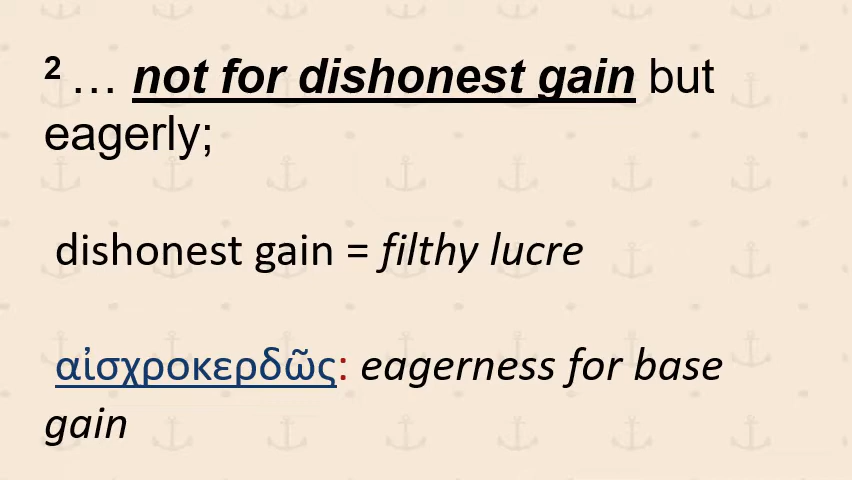 2 … not for dishonest gain but
eagerly;
dishonest gain = filthy lucre
αἰσχροκερδῶς: eagerness for base
gain